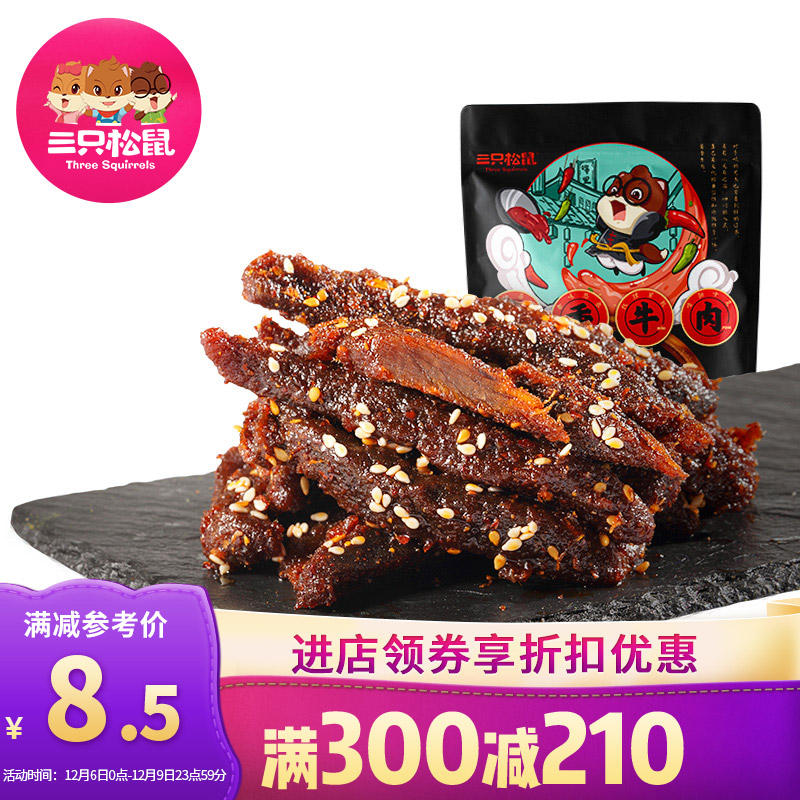 三只松鼠
Three Squirrels
三只松鼠
Three Squirrels
香牛肉
满减参考价
¥8.5
活动时间：12月6日0点-12月9日23点59分
进店领券享折扣优惠
满300减210